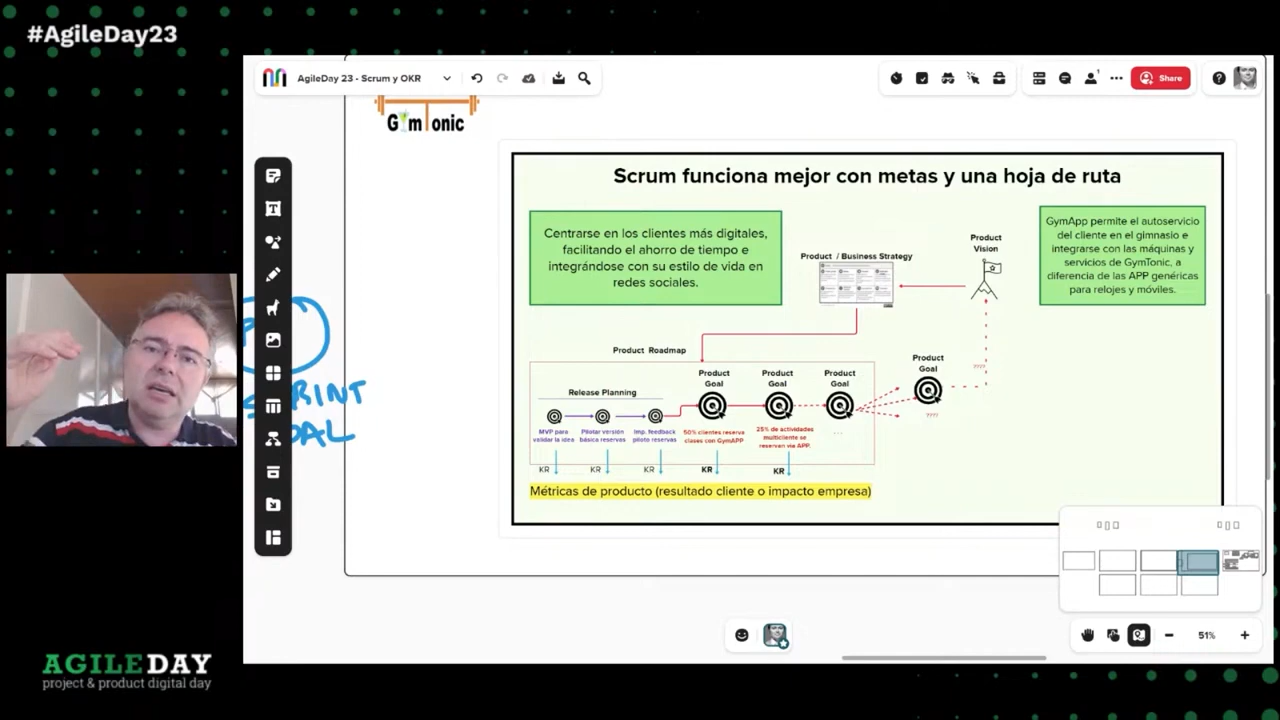 #AgileDay23
AgileDay 23 - Scrum y OKR
Share
GymTonic
Scrum funciona mejor con metas y una hoja de ruta
Centrarse en los clientes más digitales,
facilitando el ahorro de tiempo e
integrándose con su estilo de vida en
redes sociales.
Product / Business Strategy
Product
Vision
GymApp permite el autoservicio
del cliente en el gimnasio e
integrarse con las máquinas y
servicios de GymTonic, a
diferencia de las APP genéricas
para relojes y móviles.
Product Roadmap
Release Planning
Product
Goal
Product
Goal
Product
Goal
Product
Goal
????
????
MVP para
validar la idea
Pilotar versión
básica reservas
Imp. feedback
piloto reservas
50% clientes reserva
clases con GymAPP
25% de actividades
multicliente se
reservan vía APP.
...
KR
KR
KR
KR
KR
Métricas de producto (resultado cliente o impacto empresa)
RINT
OAL
51%
AGILEDAY
project & product digital day